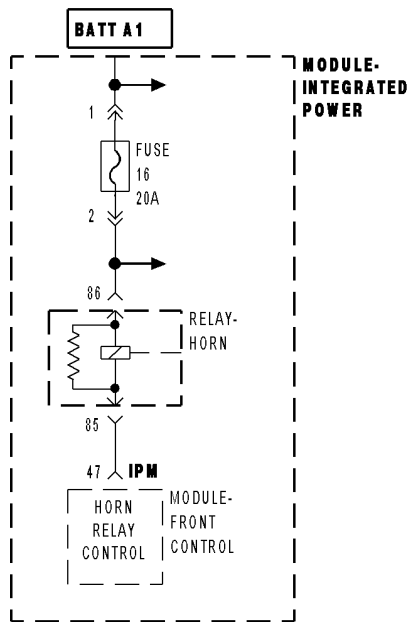 BATT A1
MODULE-
INTEGRATED
POWER
1
FUSE
16
20A
2
86
RELAY-
HORN
85
47 IPM
HORN
RELAY
CONTROL
MODULE-
FRONT
CONTROL